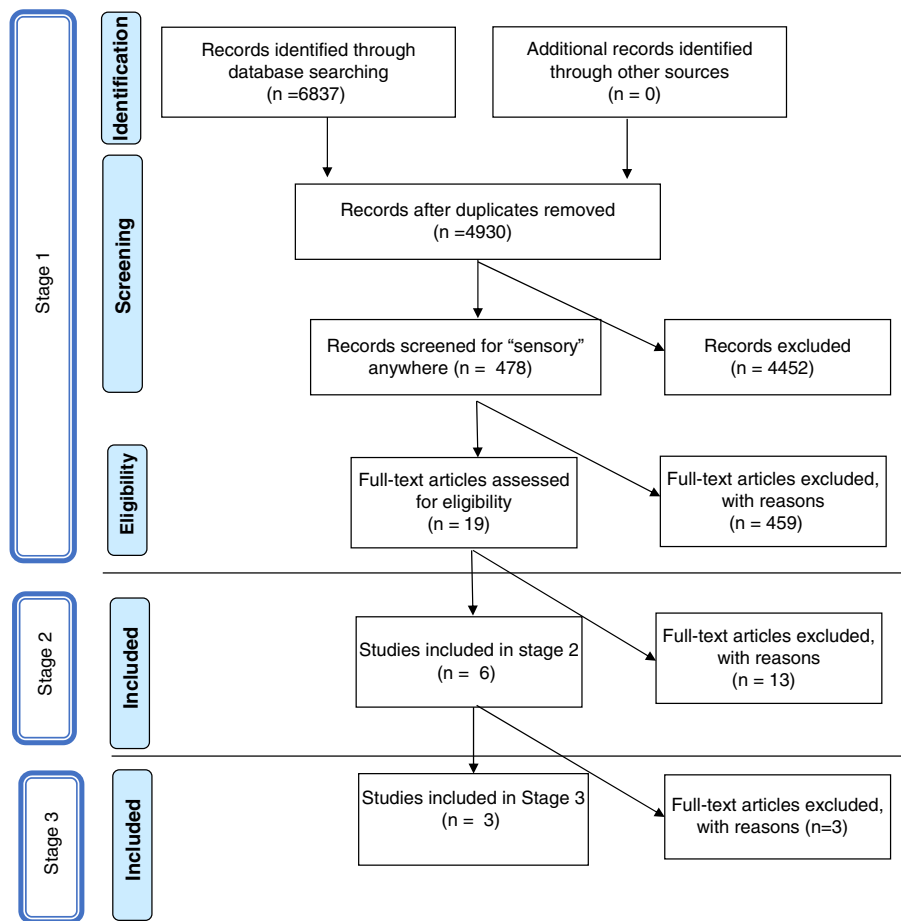 Stage 1
Identification
Records identified through
database searching
(n =6837)
Additional records identified
through other sources
(n = 0)
Screening
Records after duplicates removed
(n =4930)
Records screened for “sensory”
anywhere (n = 478)
Records excluded
(n = 4452)
Eligibility
Full-text articles assessed
for eligibility
(n = 19)
Full-text articles excluded,
with reasons
(n = 459)
Stage 2
Included
Studies included in stage 2
(n = 6)
Full-text articles excluded,
with reasons
(n = 13)
Stage 3
Included
Studies included in Stage 3
(n = 3)
Full-text articles excluded,
with reasons (n=3)